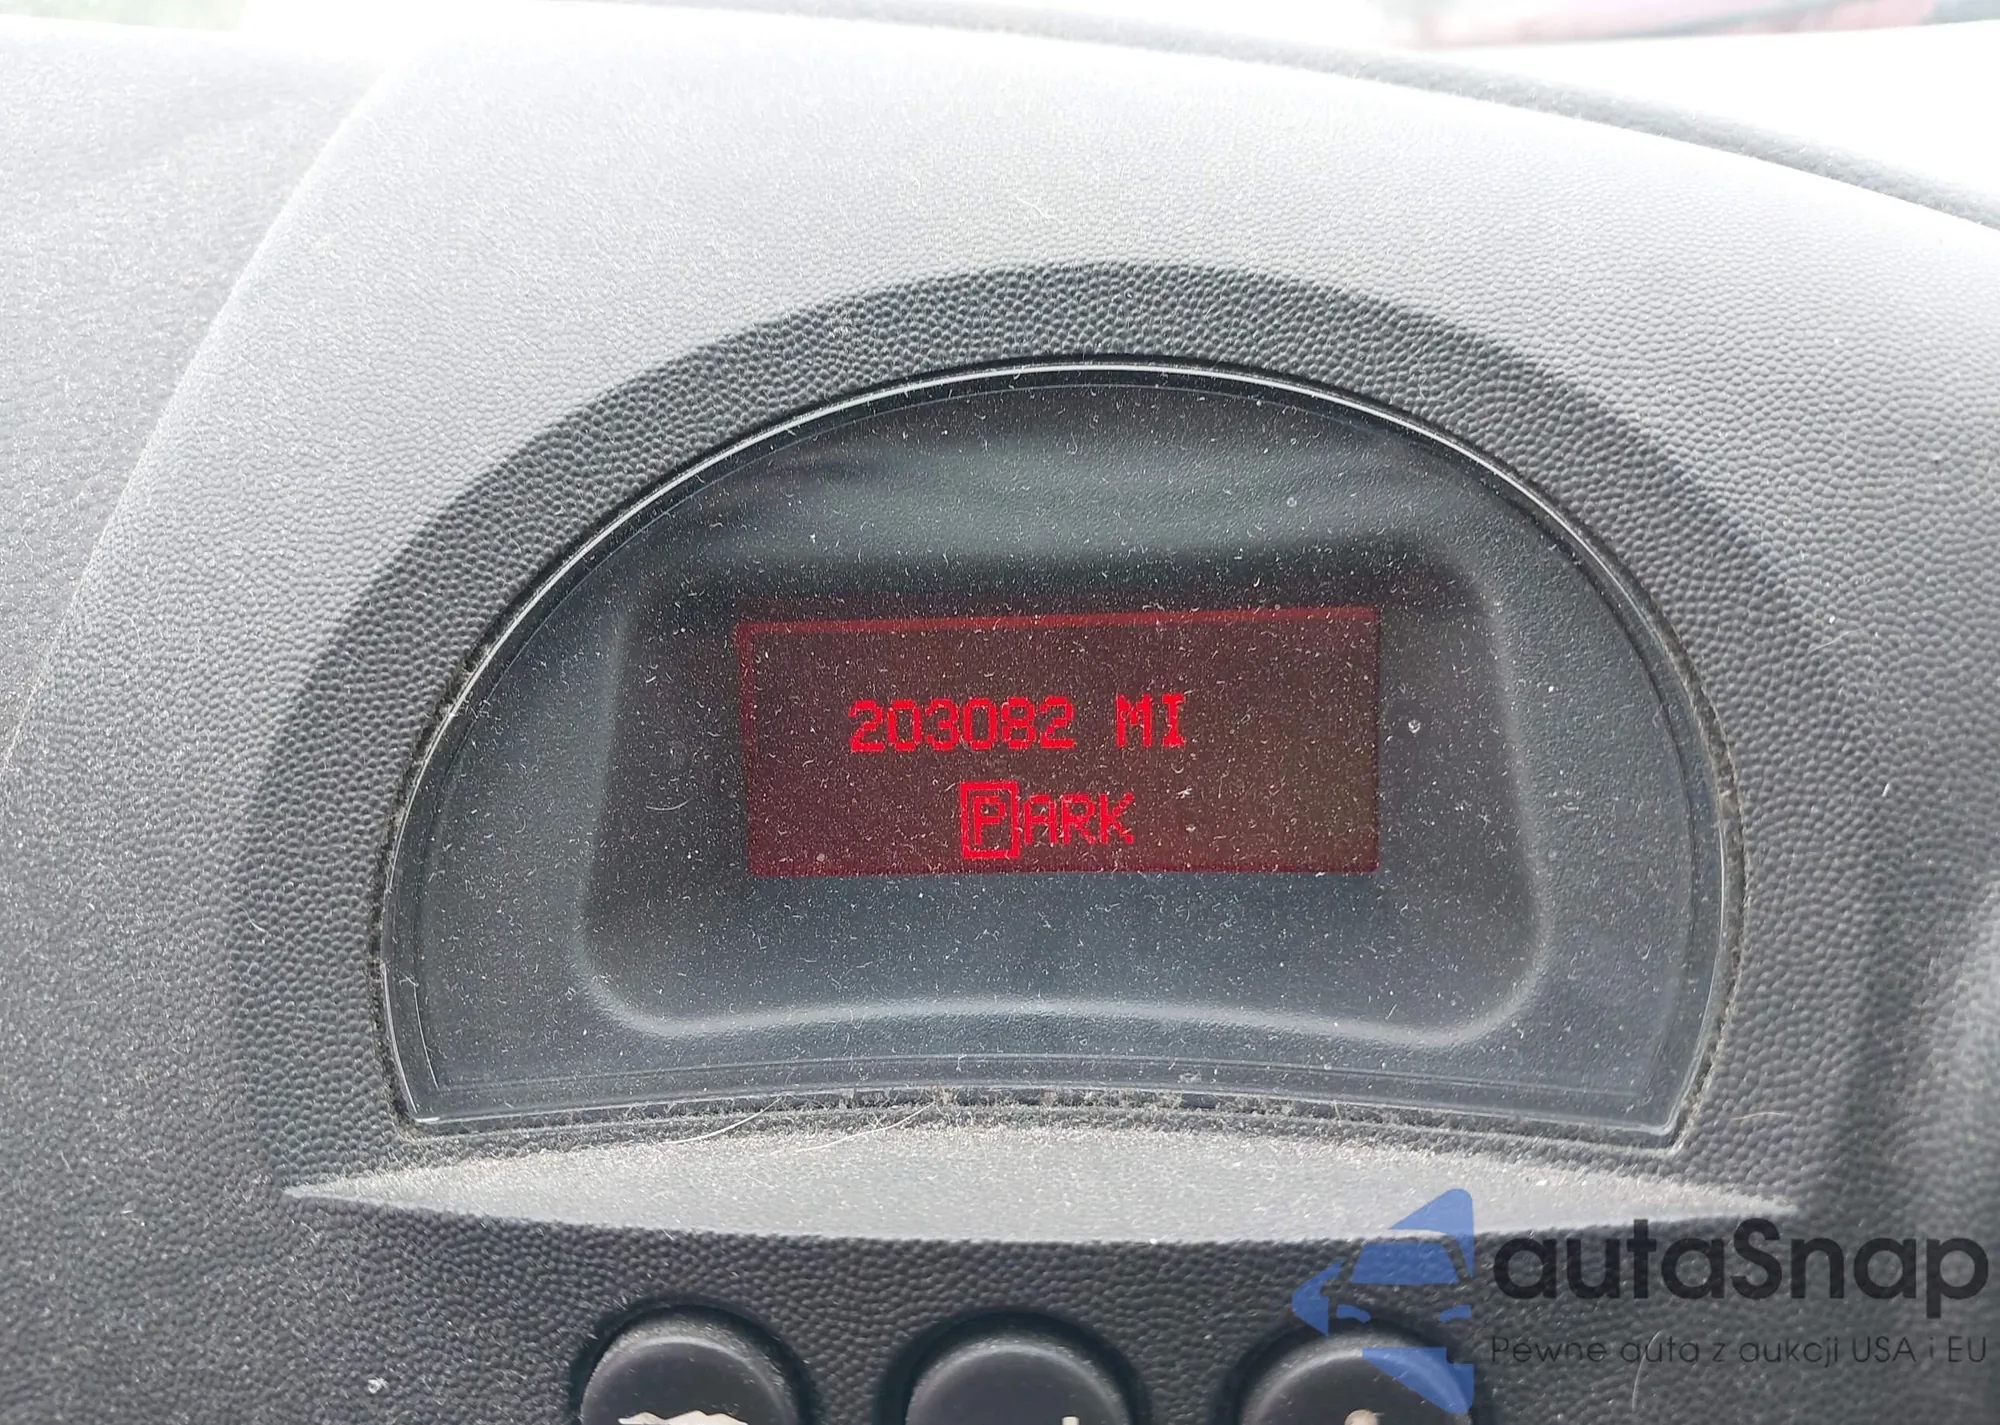 203082 MI
PARK
autaSnap
Pewne auta z aukcji USA i EU